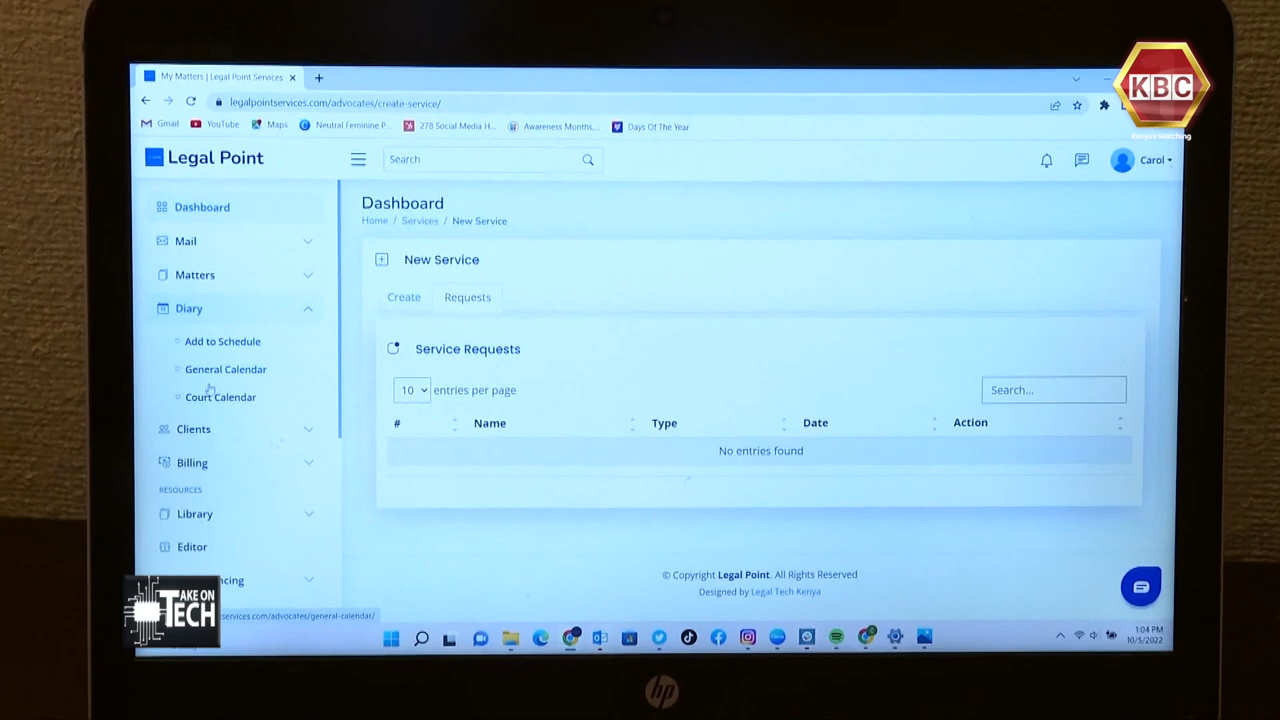 My Matters | Legal Point Services
legalpointservices.com/advocates/create-service/
Gmail YouTube Maps Neutral Feminine P... 278 Social Media H... Awareness Months,... Days Of The Year
KBC
Kenya's Watching
Legal Point
Search
Carol
Dashboard
Mail
Matters
Diary
Add to Schedule
General Calendar
Court Calendar
Clients
Billing
RESOURCES
Library
Editor
ncing
services.com/advocates/general-calendar/
Dashboard
Home / Services / New Service
New Service
Create Requests
Service Requests
10 entries per page
Search...
# Name Type Date Action
No entries found
© Copyright Legal Point. All Rights Reserved
Designed by Legal Tech Kenya
TAKE ON
TECH
1:04 PM
10/5/2022
hp